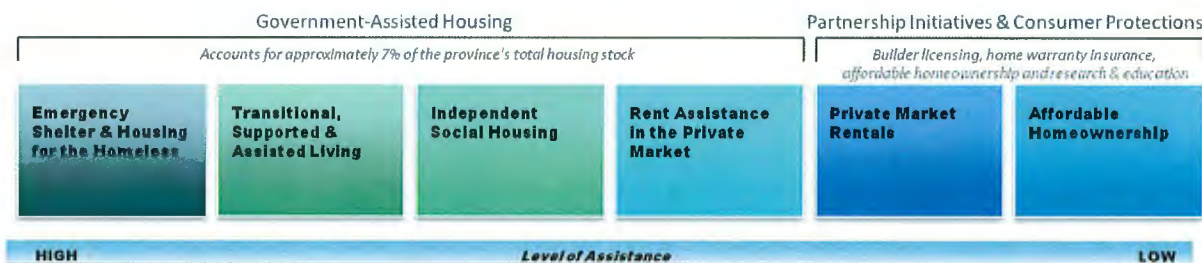 Government-Assisted Housing
Partnership Initiatives & Consumer Protections
Accounts for approximately 7% of the province's total housing stock
Builder licensing, home warranty insurance,
affordable homeownership and research & education
Emergency
Shelter & Housing
for the Homeless
Transitional,
Supported &
Assisted Living
Independent
Social Housing
Rent Assistance
in the Private
Market
Private Market
Rentals
Affordable
Homeownership
HIGH
Level of Assistance
LOW